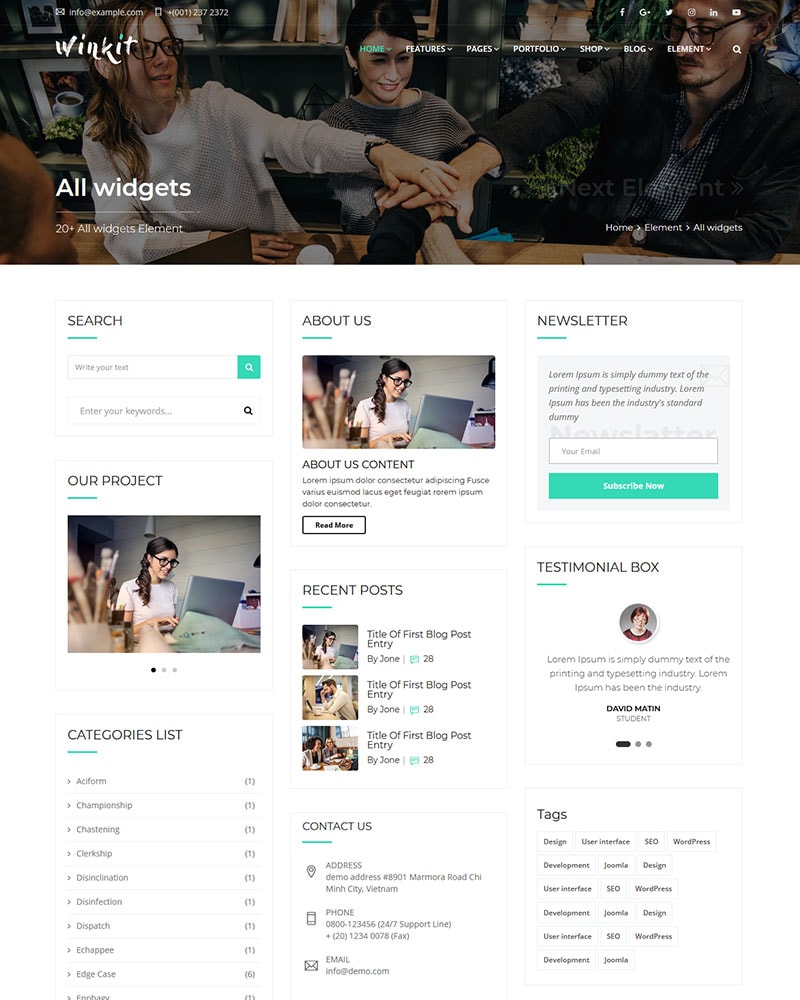 info@example.com +(001) 237 2372
winkit
HOME FEATURES PAGES PORTFOLIO SHOP BLOG ELEMENT
All widgets
Next Element »
20+ All widgets Element
Home > Element > All widgets
SEARCH
Write your text
Enter your keywords...
OUR PROJECT
CATEGORIES LIST
> Aciform (1)
> Championship (1)
> Chastening (1)
> Clerkship (1)
> Disinclination (1)
> Disinfection (1)
> Dispatch (1)
> Echappee (1)
> Edge Case (6)
> Enphagy (1)
ABOUT US
ABOUT US CONTENT
Lorem ipsum dolor consectetur adipiscing Fusce
varius euismod lacus eget feugiat rorem ipsum
dolor consectetur.
Read More
RECENT POSTS
Title Of First Blog Post
Entry
By Jone | 28
Title Of First Blog Post
Entry
By Jone | 28
Title Of First Blog Post
Entry
By Jone | 28
CONTACT US
ADDRESS
demo address #8901 Marmora Road Chi
Minh City, Vietnam
PHONE
0800-123456 (24/7 Support Line)
+ (20) 1234 0078 (Fax)
EMAIL
info@demo.com
NEWSLETTER
Lorem Ipsum is simply dummy text of the
printing and typesetting industry. Lorem
Ipsum has been the industry's standard
dummy
Newslatter
Your Email
Subscribe Now
TESTIMONIAL BOX
Lorem Ipsum is simply dummy text of the
printing and typesetting industry. Lorem
Ipsum has been the industry.
DAVID MATIN
STUDENT
Tags
Design User interface SEO WordPress
Development Joomla Design
User interface SEO WordPress
Development Joomla Design
User interface SEO WordPress
Development Joomla